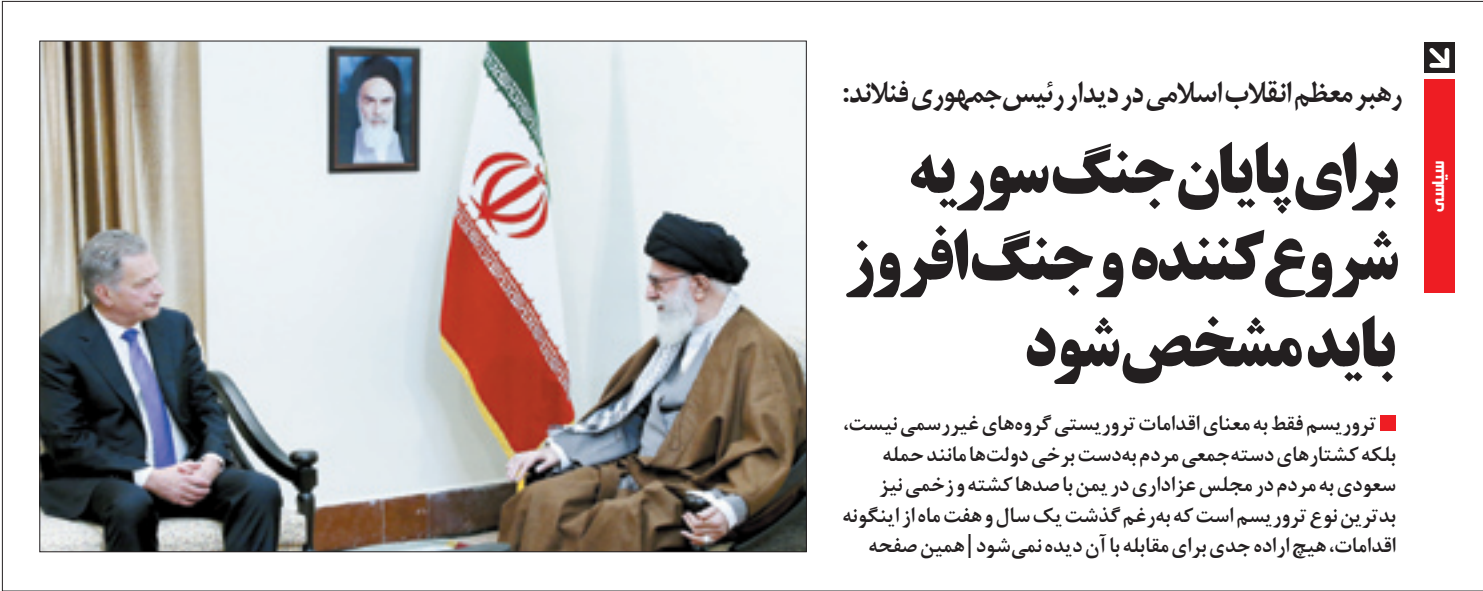 سیاسی
رهبر معظم انقلاب اسلامی در دیدار رئیس‌جمهوری فنلاند:
برای پایان جنگ سوریه
شروع‌کننده و جنگ‌افروز
باید مشخص شود
تروریسم فقط به معنای اقدامات تروریستی گروه‌های غیررسمی نیست،
بلکه کشتارهای دسته‌جمعی مردم به‌دست برخی دولت‌ها مانند حمله
سعودی به مردم در مجلس عزاداری در یمن با صدها کشته و زخمی نیز
بدترین نوع تروریسم است که به‌رغم گذشت یک سال و هفت ماه از اینگونه
اقدامات، هیچ اراده جدی برای مقابله با آن دیده نمی‌شود | همین صفحه